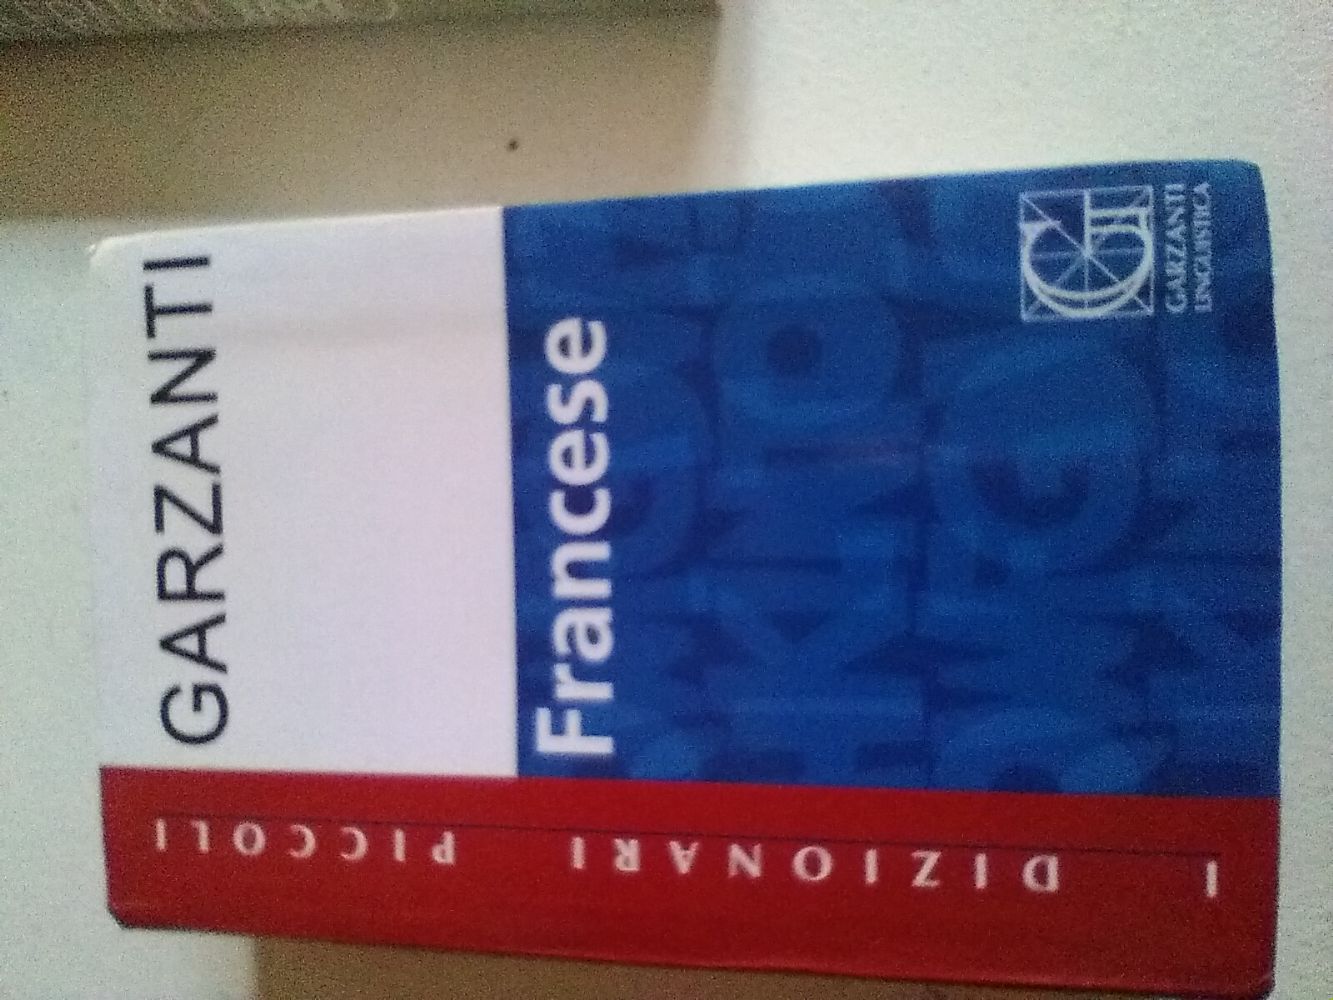 GARZANTI
Francese
GARZANTI
LINGUISTICA
I DIZIONARI PICCOLI